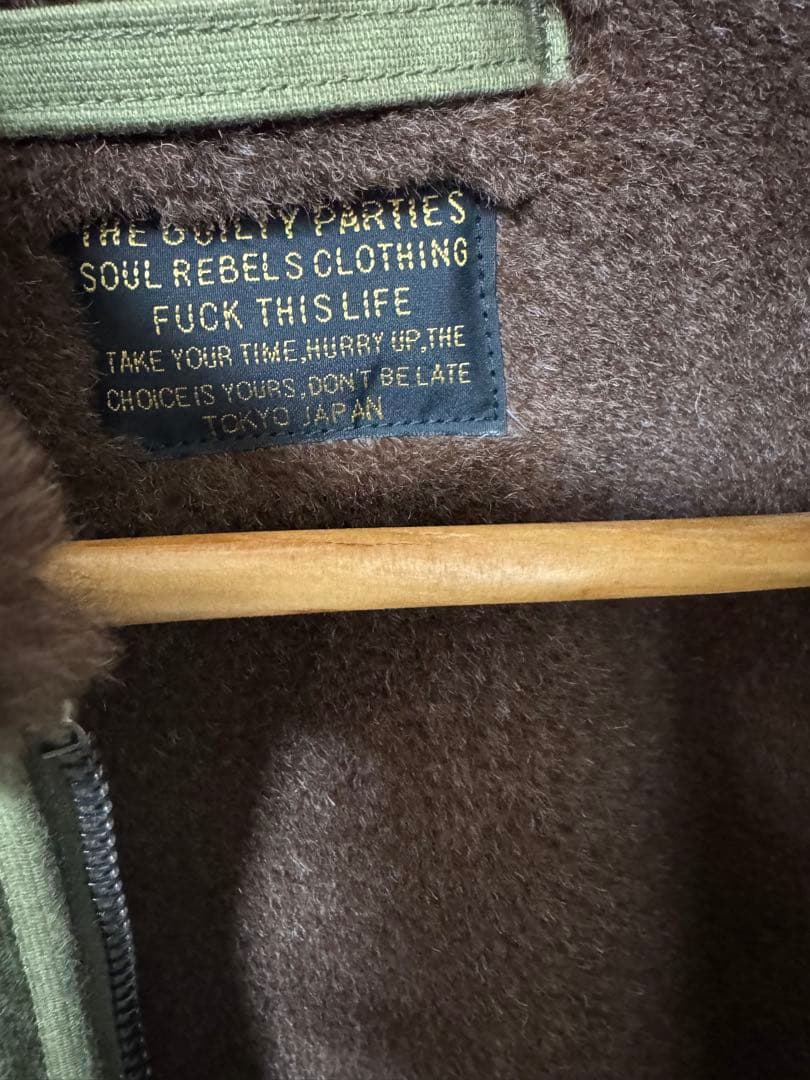 THE GUILTY PARTIES
SOUL REBELS CLOTHING
FUCK THIS LIFE
TAKE YOUR TIME,HURRY UP,THE
CHOICE IS YOURS,DON'T BE LATE
TOKYO JAPAN